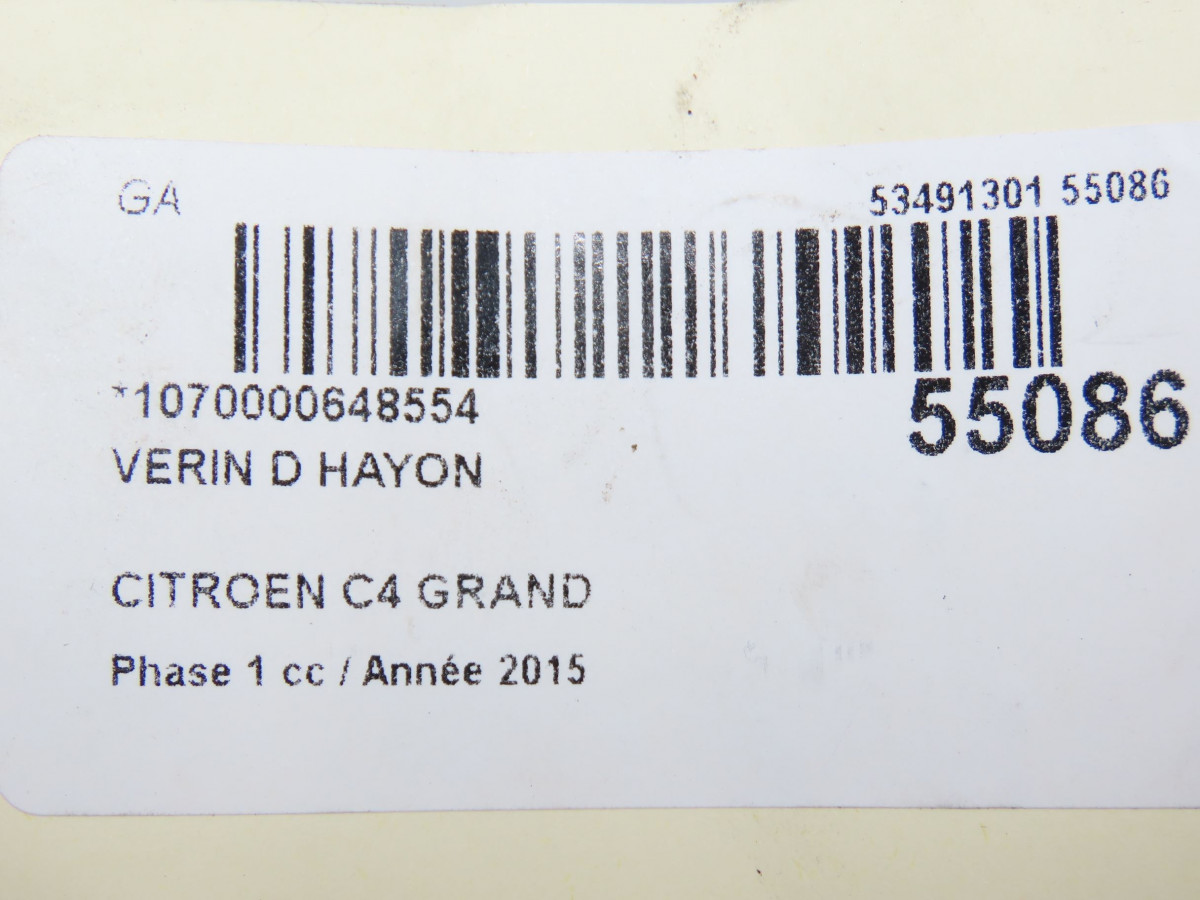 GA
53491301 55086
*1070000648554
55086
VERIN D HAYON
CITROEN C4 GRAND
Phase 1 cc / Année 2015